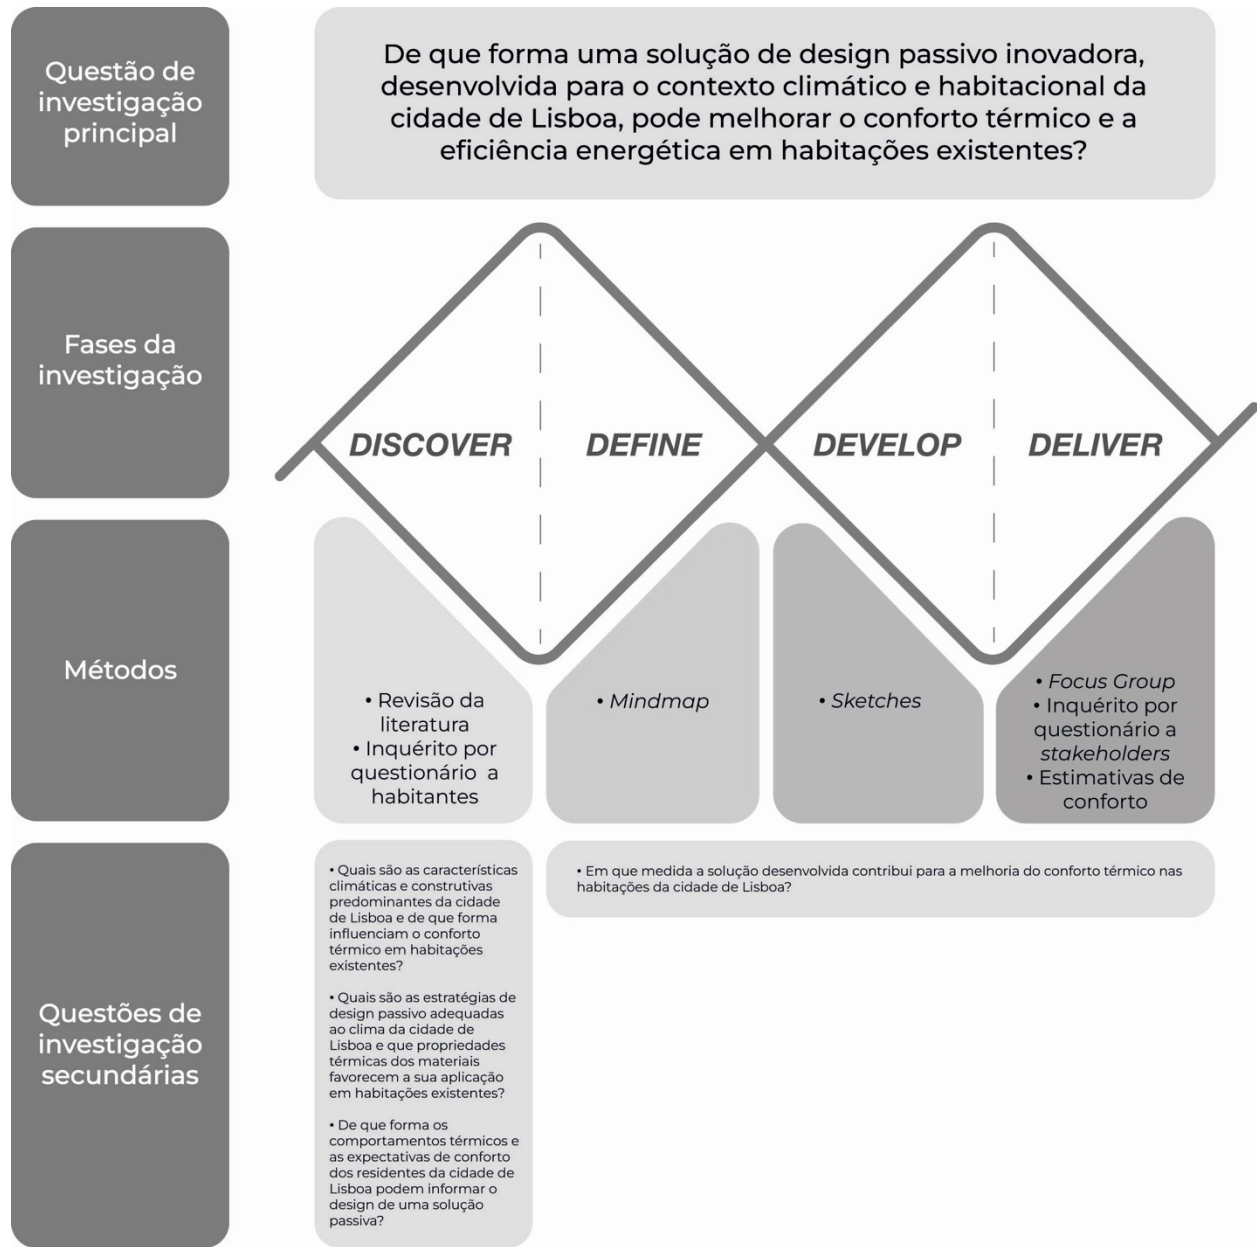 Questão de
investigação
principal
De que forma uma solução de design passivo inovadora,
desenvolvida para o contexto climático e habitacional da
cidade de Lisboa, pode melhorar o conforto térmico e a
eficiência energética em habitações existentes?
Fases da
investigação
DISCOVER
DEFINE
DEVELOP
DELIVER
Métodos
• Revisão da
literatura
• Inquérito por
questionário a
habitantes
• Mindmap
• Sketches
• Focus Group
• Inquérito por
questionário a
stakeholders
• Estimativas de
conforto
Questões de
investigação
secundárias
• Quais são as características
climáticas e construtivas
predominantes da cidade
de Lisboa e de que forma
influenciam o conforto
térmico em habitações
existentes?
• Quais são as estratégias de
design passivo adequadas
ao clima da cidade de
Lisboa e que propriedades
térmicas dos materiais
favorecem a sua aplicação
em habitações existentes?
• De que forma os
comportamentos térmicos e
as expectativas de conforto
dos residentes da cidade de
Lisboa podem informar o
design de uma solução
passiva?
• Em que medida a solução desenvolvida contribui para a melhoria do conforto térmico nas
habitações da cidade de Lisboa?